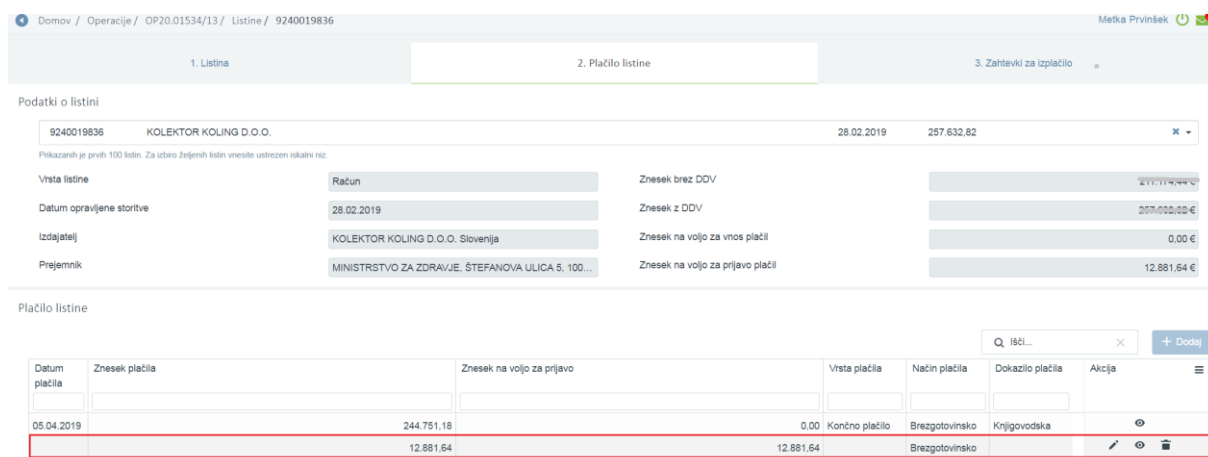 Domov / Operacije / OP20.01534/13 / Listine / 9240019836
Metka Prvinšek
1. Listina
2. Plačilo listine
3. Zahtevki za izplačilo
Podatki o listini
9240019836 KOLEKTOR KOLING D.O.O. 28.02.2019 257.632,82
Prikazanih je prvih 100 listin. Za izbiro željenih listin vnesite ustrezen iskalni niz.
Vrsta listine Račun Znesek brez DDV
Datum opravljene storitve 28.02.2019 Znesek z DDV €
Izdajatelj KOLEKTOR KOLING D.O.O. Slovenija Znesek na voljo za vnos plačil 0,00 €
Prejemnik MINISTRSTVO ZA ZDRAVJE, ŠTEFANOVA ULICA 5, 100... Znesek na voljo za prijavo plačil 12.881,64 €
Plačilo listine
Išči...
+ Dodaj
Datum plačila Znesek plačila Znesek na voljo za prijavo Vrsta plačila Način plačila Dokazilo plačila Akcija
05.04.2019 244.751,18 0,00 Končno plačilo Brezgotovinsko Knjigovodska
12.881,64 12.881,64 Brezgotovinsko